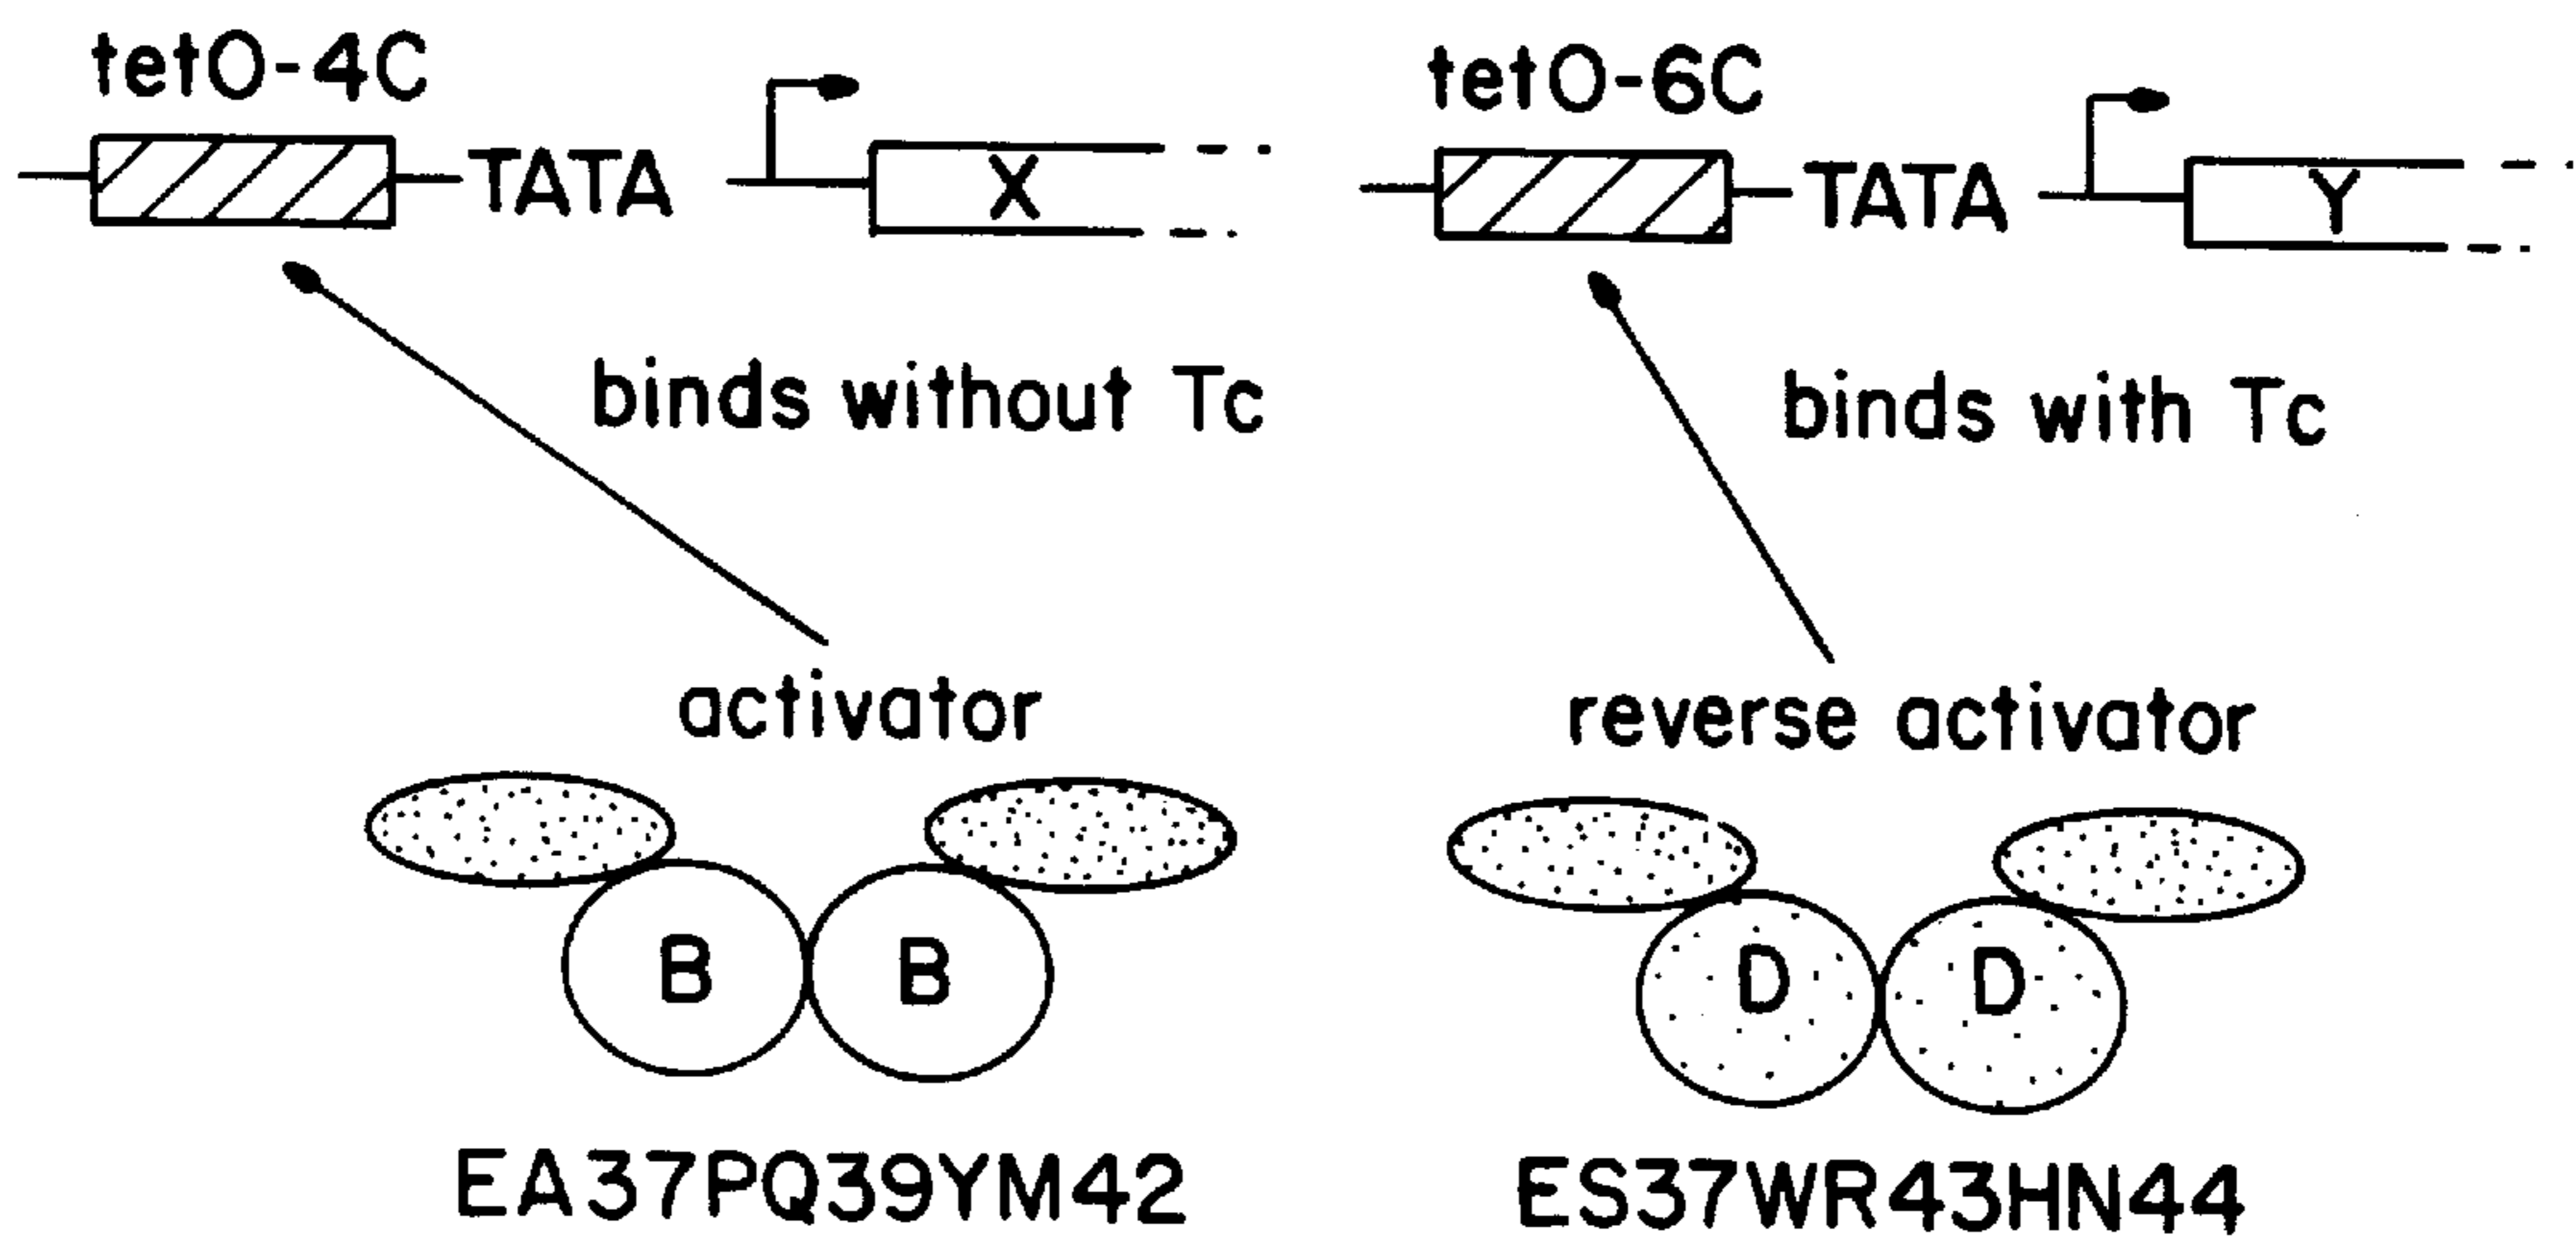 tetO-4C
TATA
X
binds without Tc
activator
B B
EA37PQ39YM42
tetO-6C
TATA
Y
binds with Tc
reverse activator
D D
ES37WR43HN44